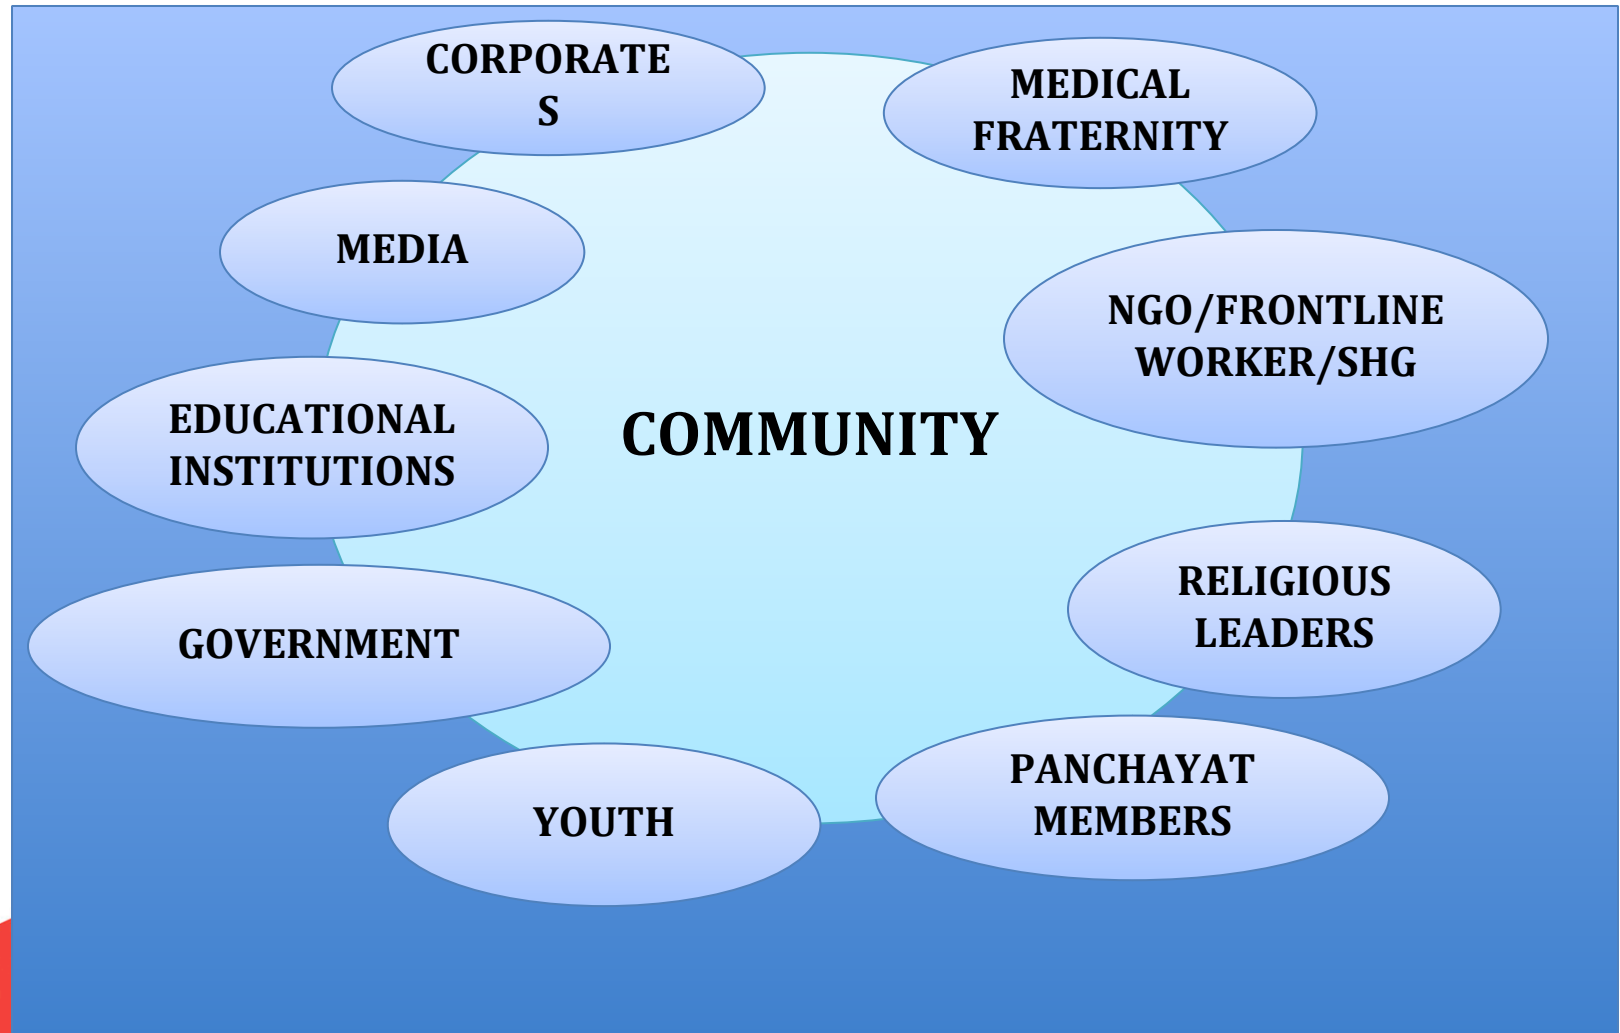 CORPORATE
S
MEDICAL
FRATERNITY
MEDIA
NGO/FRONTLINE
WORKER/SHG
EDUCATIONAL
INSTITUTIONS
COMMUNITY
RELIGIOUS
LEADERS
GOVERNMENT
PANCHAYAT
MEMBERS
YOUTH